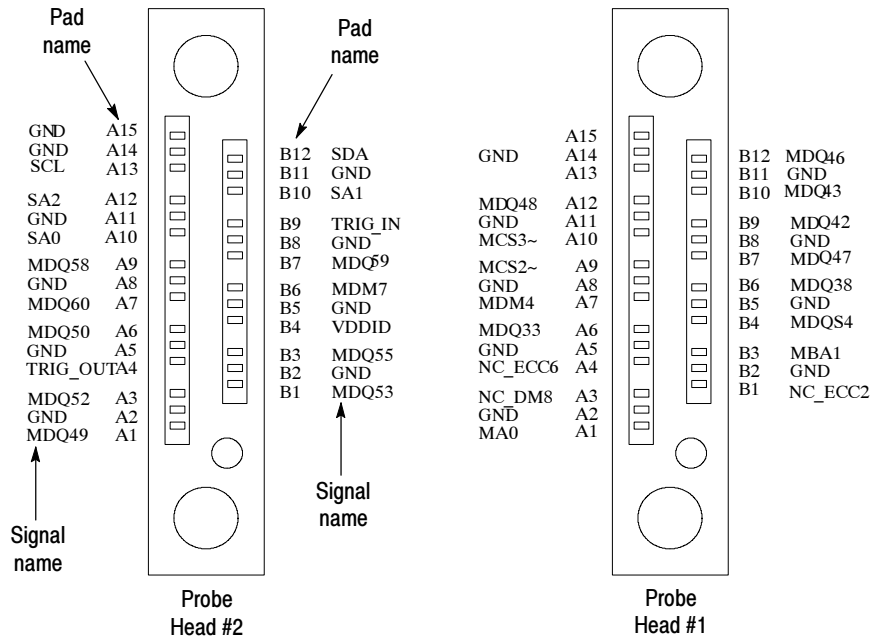 Pad
name
GND A15
GND A14
SCL A13
SA2 A12
GND A11
SA0 A10
MDQ58 A9
GND A8
MDQ60 A7
MDQ50 A6
GND A5
TRIG_OUT A4
MDQ52 A3
GND A2
MDQ49 A1
Signal
name
Pad
name
B12 SDA
B11 GND
B10 SA1
B9 TRIG_IN
B8 GND
B7 MDQ59
B6 MDM7
B5 GND
B4 VDDID
B3 MDQ55
B2 GND
B1 MDQ53
Signal
name
Probe
Head #2
A15
GND A14
A13
MDQ48 A12
GND A11
MCS3~ A10
MCS2~ A9
GND A8
MDM4 A7
MDQ33 A6
GND A5
NC_ECC6 A4
NC_DM8 A3
GND A2
MA0 A1
B12 MDQ46
B11 GND
B10 MDQ43
B9 MDQ42
B8 GND
B7 MDQ47
B6 MDQ38
B5 GND
B4 MDQS4
B3 MBA1
B2 GND
B1 NC_ECC2
Probe
Head #1